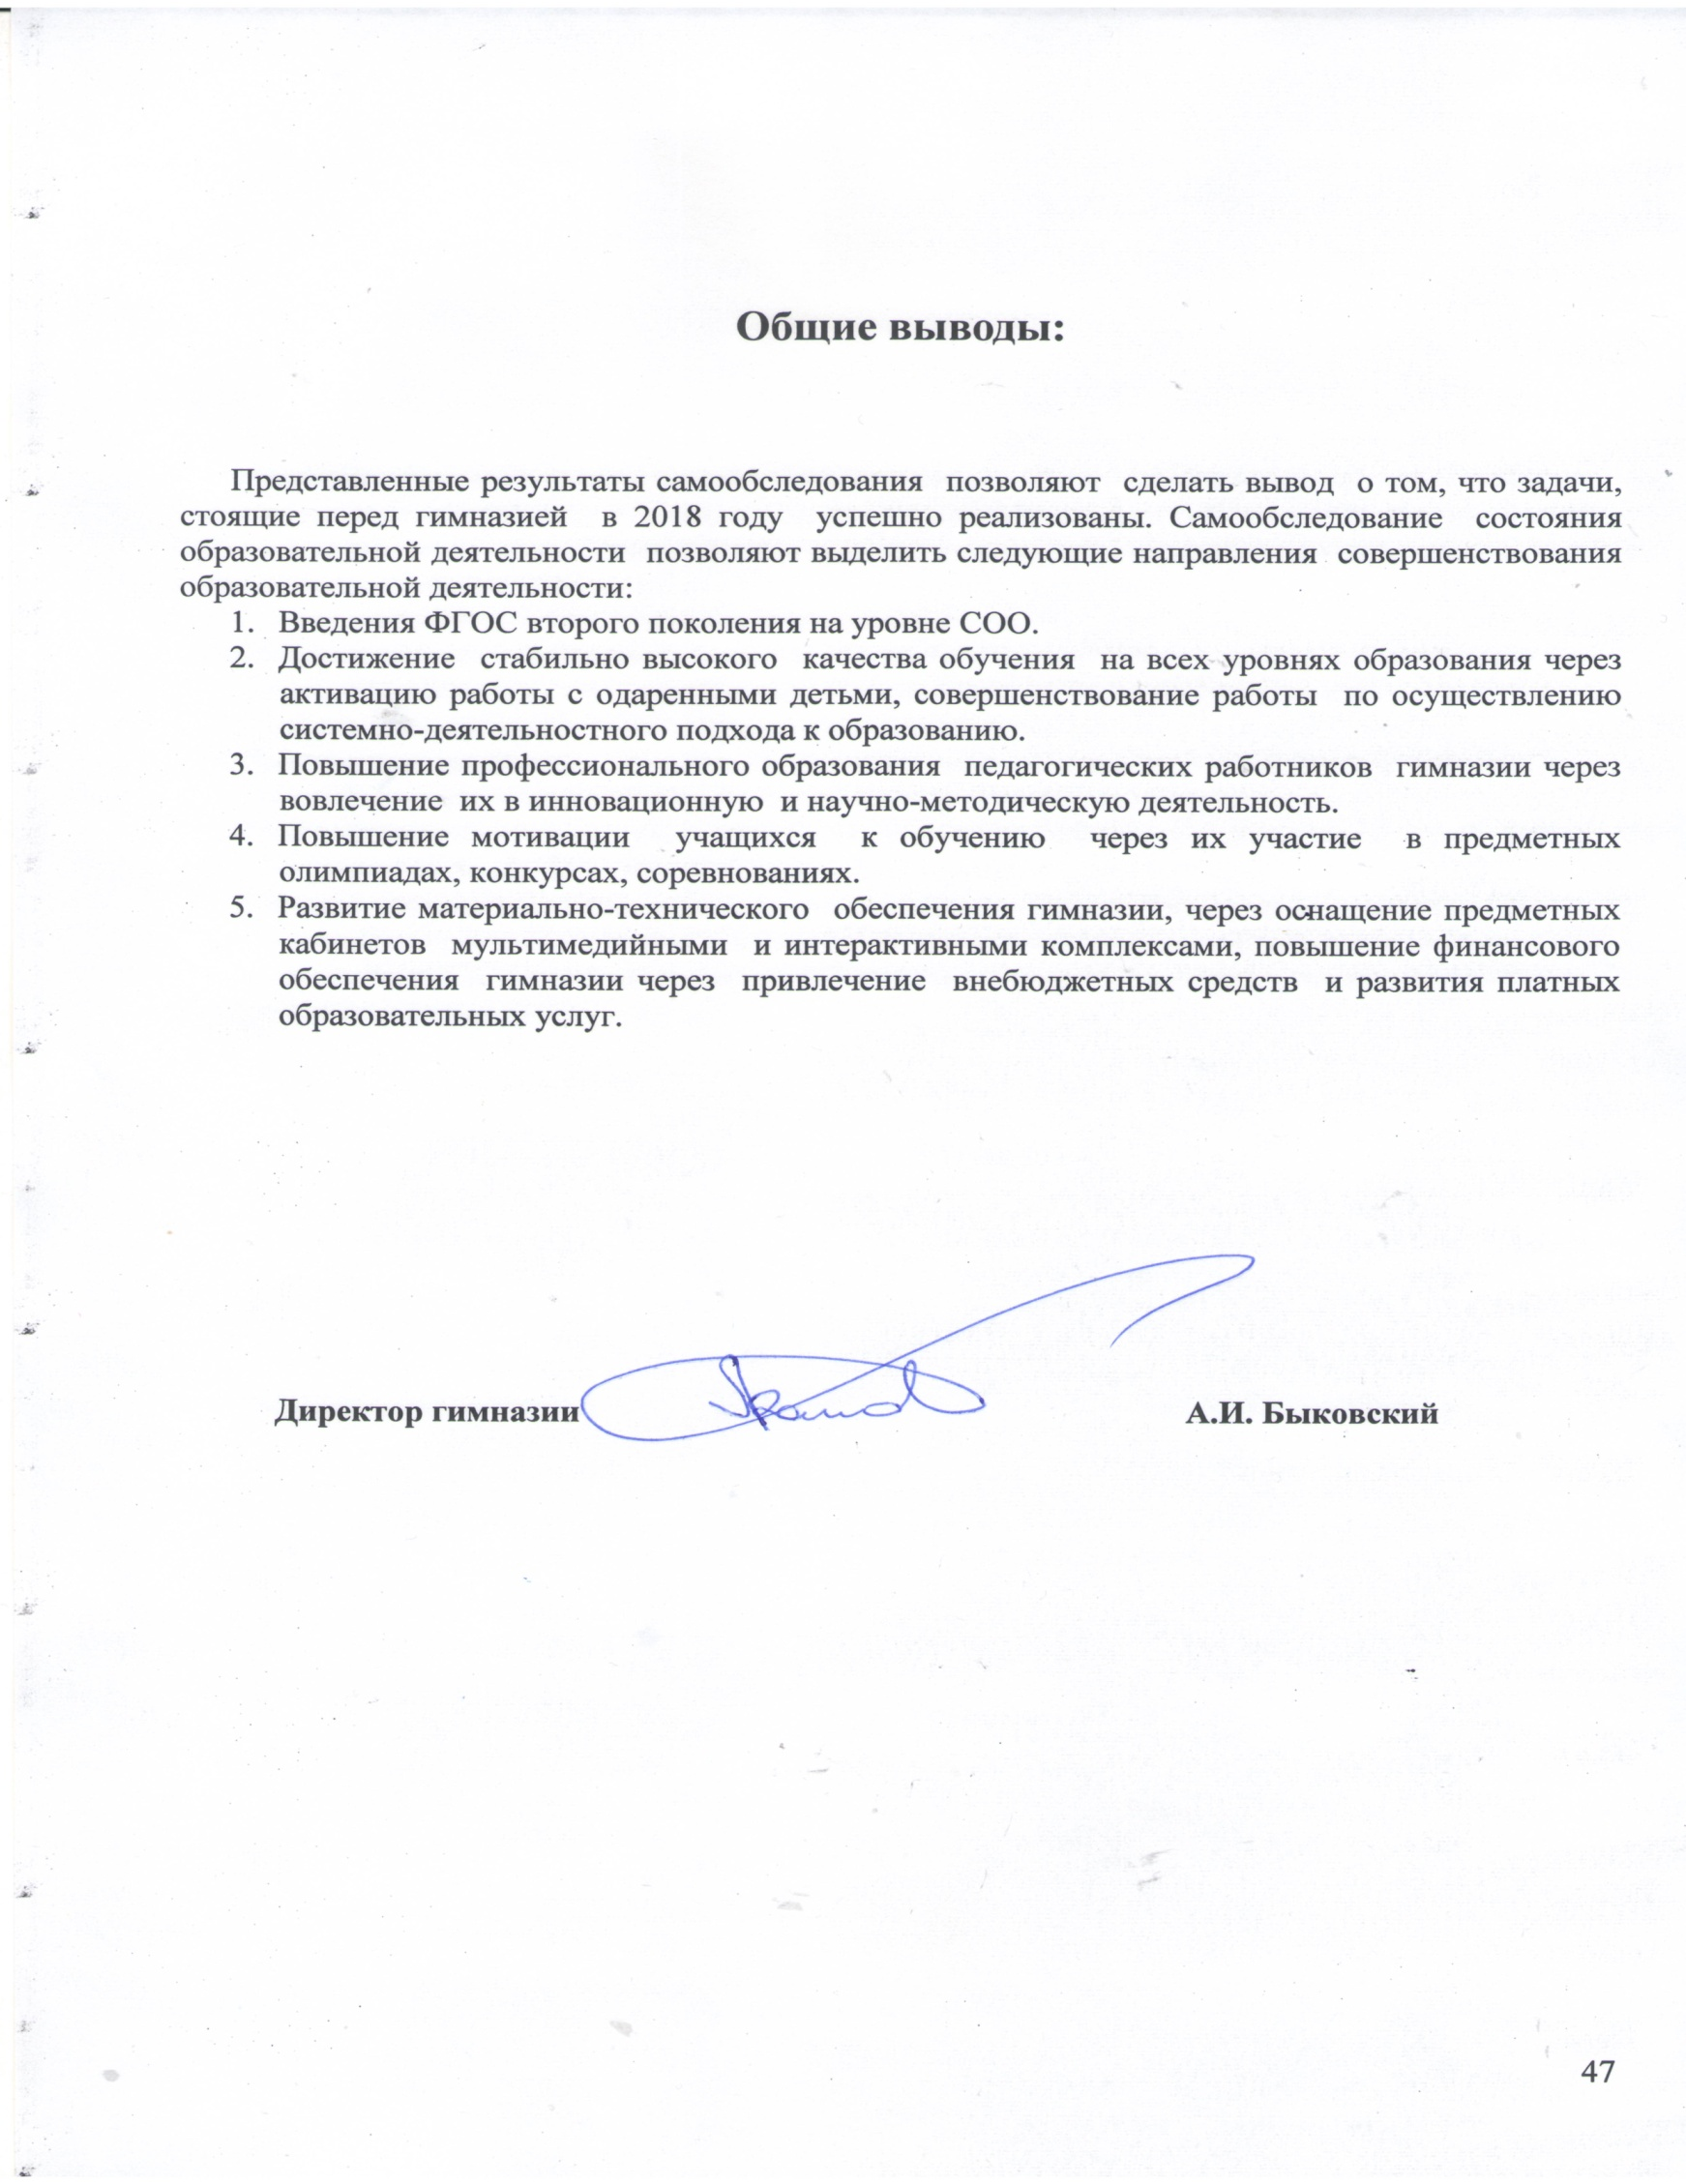 Общие выводы:
Представленные результаты самообследования позволяют сделать вывод о том, что задачи,
стоящие перед гимназией в 2018 году успешно реализованы. Самообследование состояния
образовательной деятельности позволяют выделить следующие направления совершенствования
образовательной деятельности:
1. Введения ФГОС второго поколения на уровне СОО.
2. Достижение стабильно высокого качества обучения на всех уровнях образования через
активацию работы с одаренными детьми, совершенствование работы по осуществлению
системно-деятельностного подхода к образованию.
3. Повышение профессионального образования педагогических работников гимназии через
вовлечение их в инновационную и научно-методическую деятельность.
4. Повышение мотивации учащихся к обучению через их участие в предметных
олимпиадах, конкурсах, соревнованиях.
5. Развитие материально-технического обеспечения гимназии, через оснащение предметных
кабинетов мультимедийными и интерактивными комплексами, повышение финансового
обеспечения гимназии через привлечение внебюджетных средств и развития платных
образовательных услуг.
Директор гимназии А.И. Быковский
47